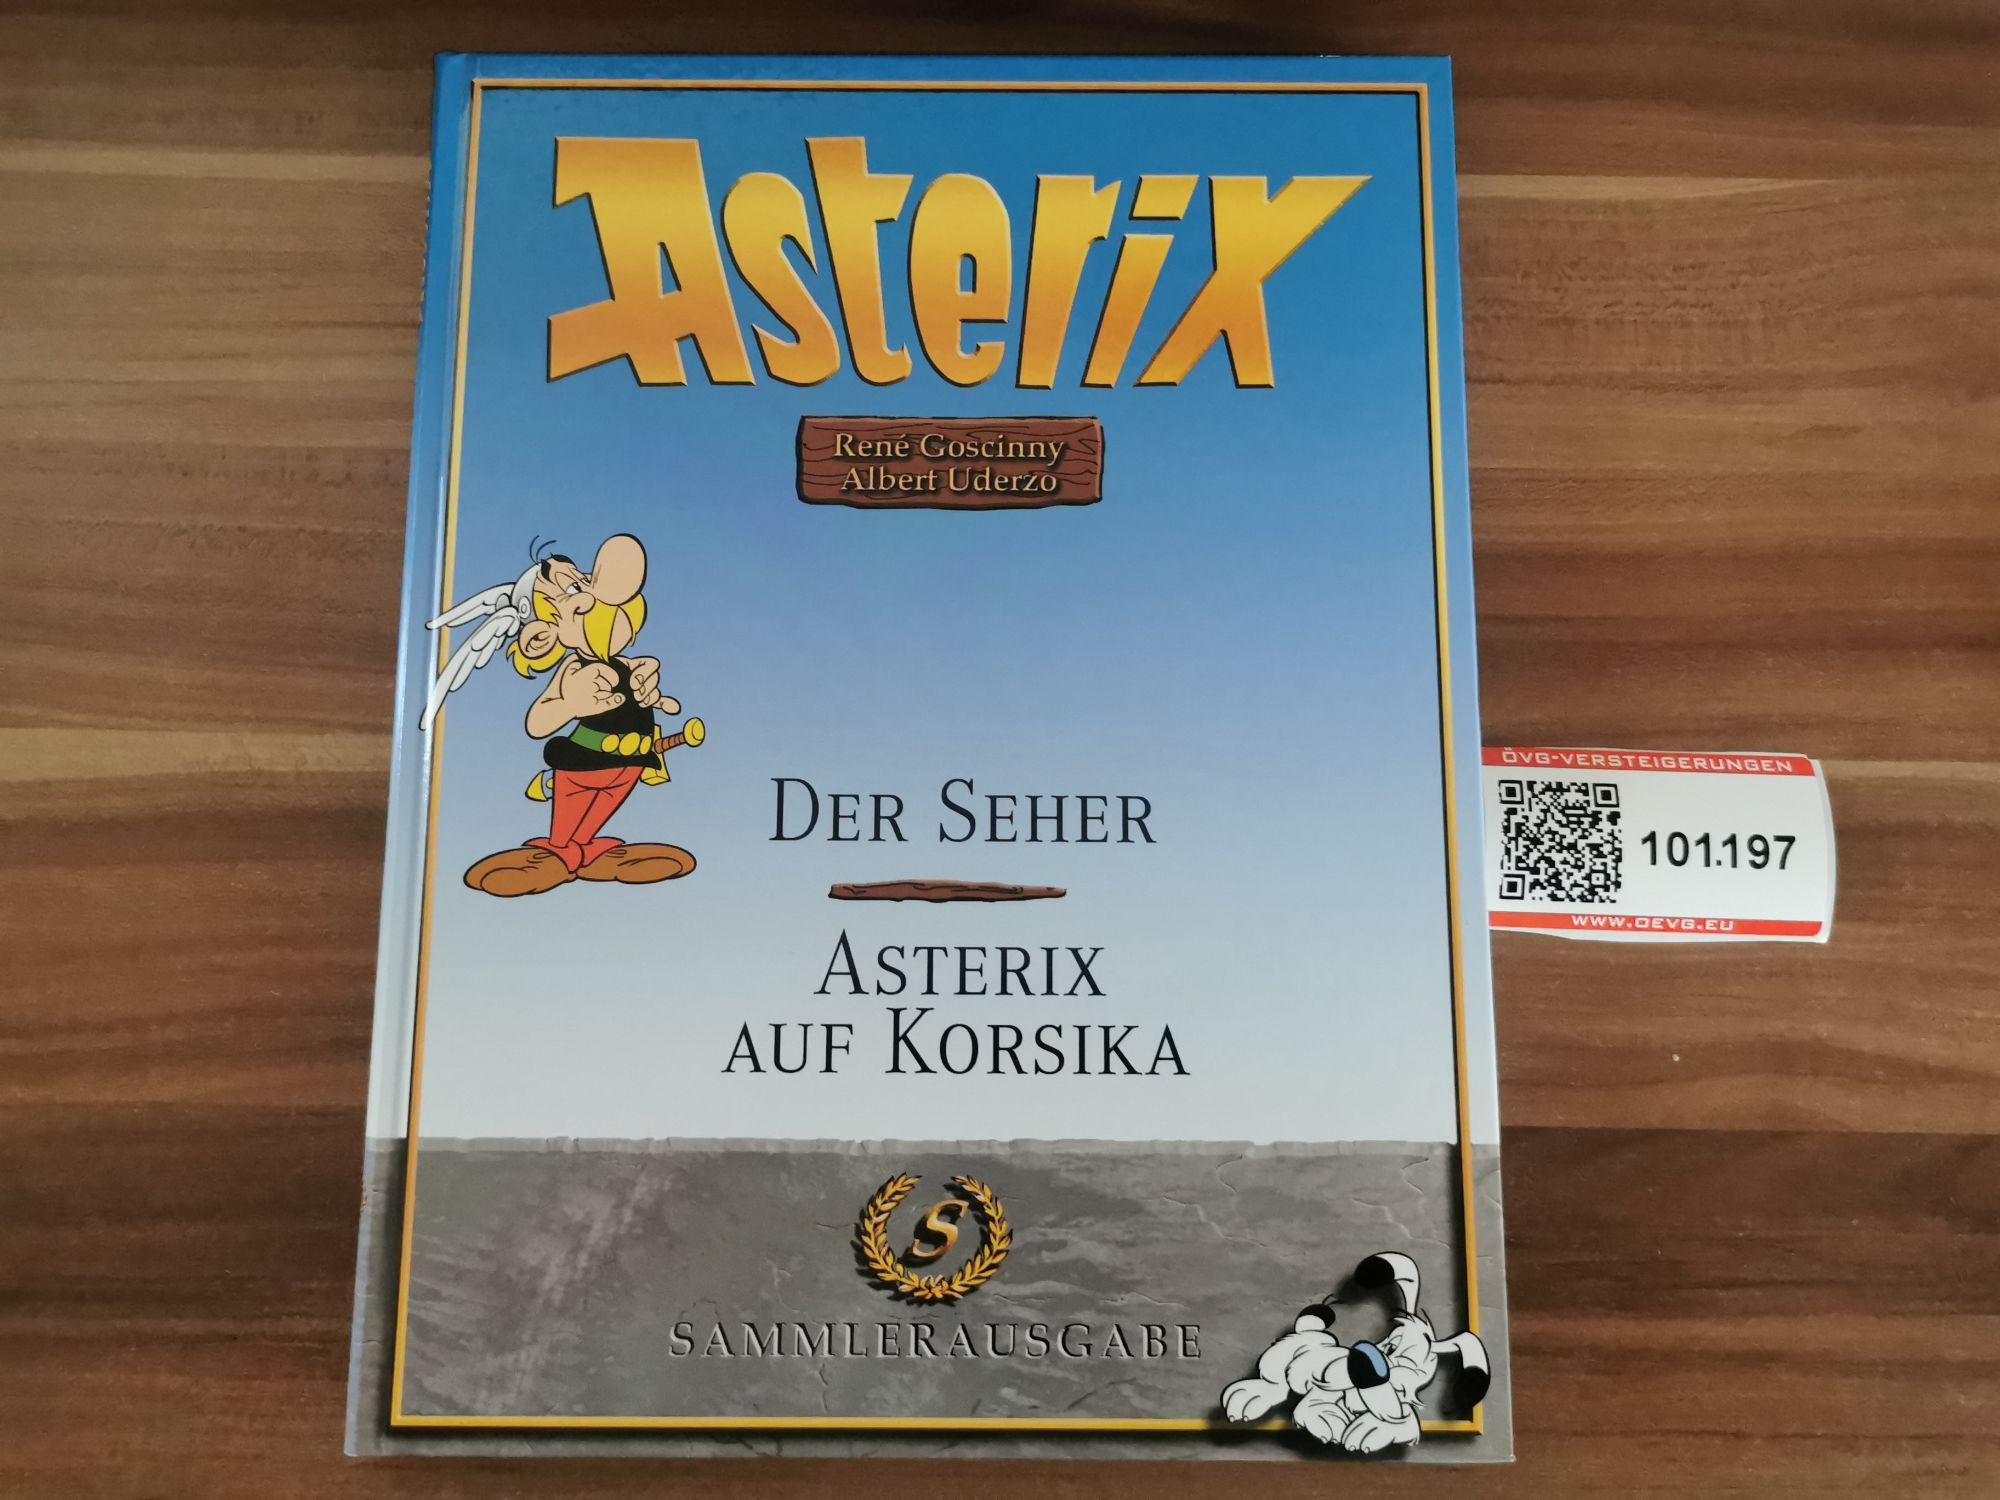 Asterix
René Goscinny
Albert Uderzo
DER SEHER
ASTERIX
AUF KORSIKA
S
SAMMLERAUSGABE
ÖVG-VERSTEIGERUNGEN
101.197
WWW.OEVG.EU